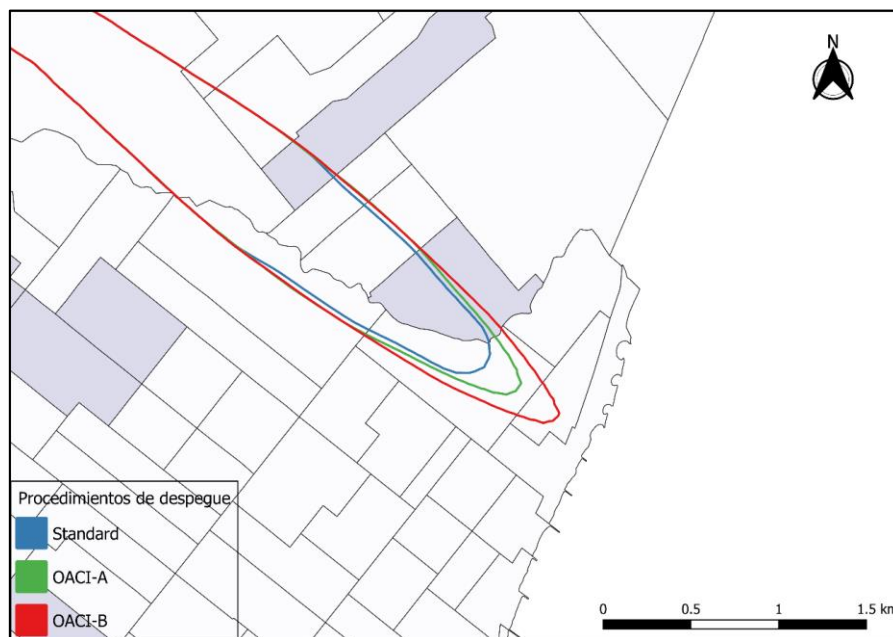 N
Procedimientos de despegue
Standard
OACI-A
OACI-B
0 0.5 1 1.5 km